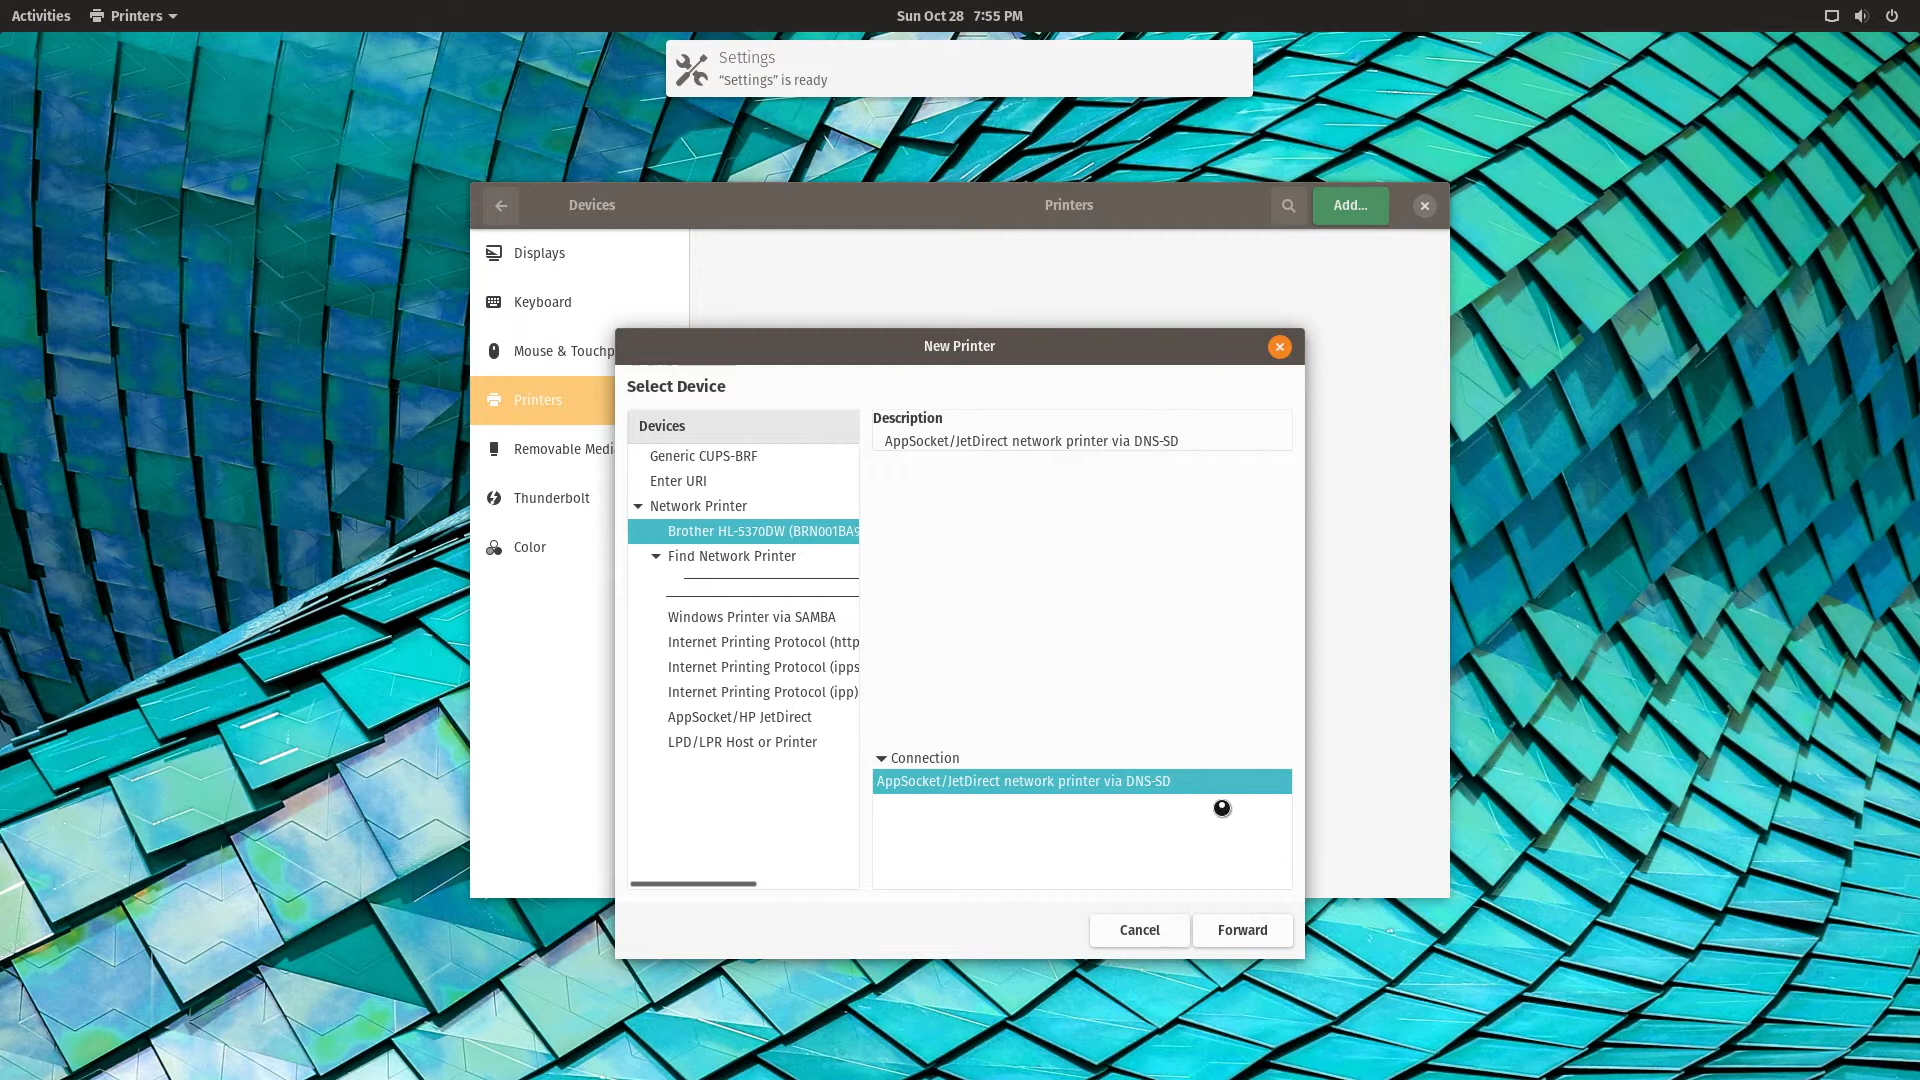 Activities
Printers
Sun Oct 28 7:55 PM
Settings
“Settings” is ready
Devices
Printers
Add...
Displays
Keyboard
Mouse & Touchp
Printers
Removable Medi
Thunderbolt
Color
New Printer
Select Device
Devices
Generic CUPS-BRF
Enter URI
Network Printer
Brother HL-5370DW (BRN001BA9
Find Network Printer
Windows Printer via SAMBA
Internet Printing Protocol (http
Internet Printing Protocol (ipps
Internet Printing Protocol (ipp)
AppSocket/HP JetDirect
LPD/LPR Host or Printer
Description
AppSocket/JetDirect network printer via DNS-SD
Connection
AppSocket/JetDirect network printer via DNS-SD
Cancel
Forward